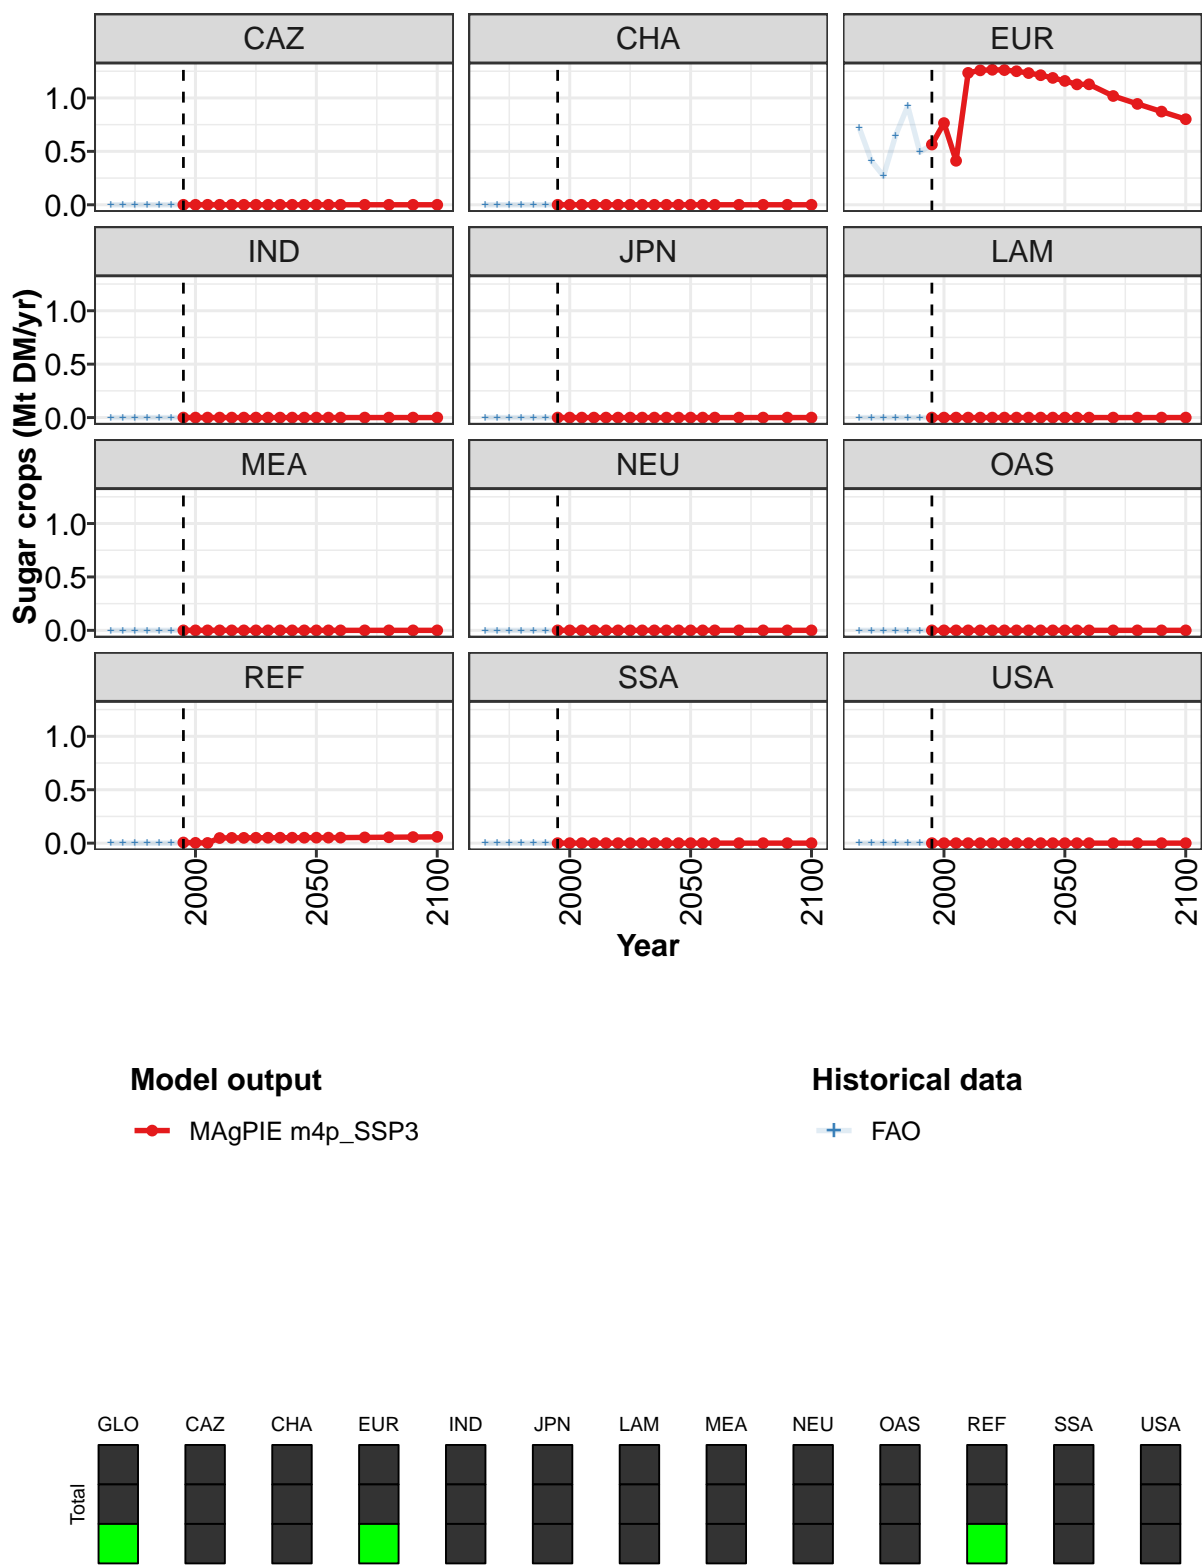 CAZ CHA EUR
1.0
0.5
0.0
IND JPN LAM
1.0
0.5
0.0
MEA NEU OAS
1.0
0.5
0.0
REF SSA USA
1.0
0.5
0.0
Sugar crops (Mt DM/yr)
2000 2050 2100 2000 2050 2100 2000 2050 2100
Year
Model output Historical data
MAgPIE m4p_SSP3 FAO
GLO CAZ CHA EUR IND JPN LAM MEA NEU OAS REF SSA USA
Total